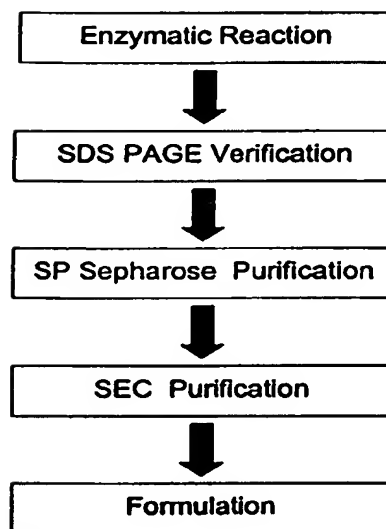 Enzymatic Reaction
SDS PAGE Verification
SP Sepharose Purification
SEC Purification
Formulation